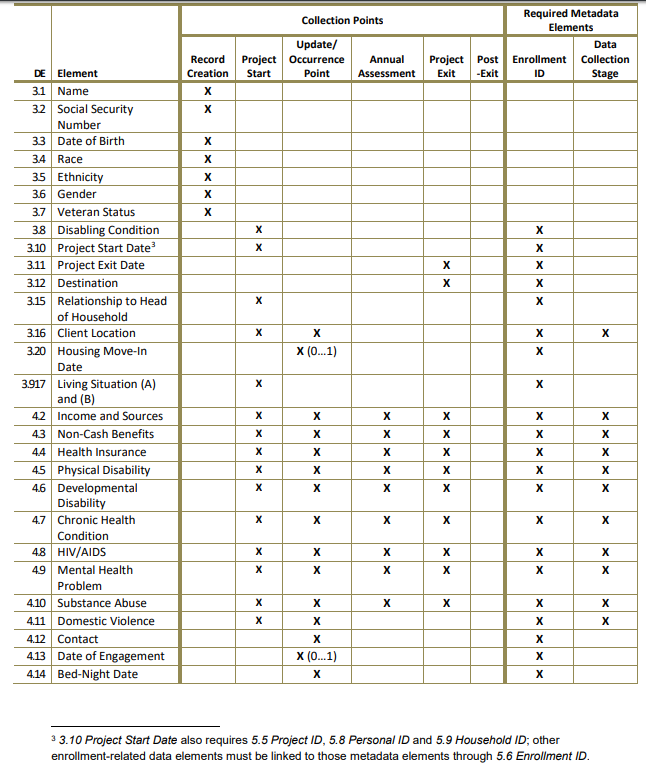 Collection Points Required Metadata
Elements
DE Element Record
Creation Project
Start Update/
Occurrence
Point Annual
Assessment Project
Exit Post
-Exit Enrollment
ID Data
Collection
Stage
3.1 Name X
3.2 Social Security X
Number
3.3 Date of Birth X
3.4 Race X
3.5 Ethnicity X
3.6 Gender X
3.7 Veteran Status X
3.8 Disabling Condition X X
3.10 Project Start Date³ X X
3.11 Project Exit Date X X
3.12 Destination X X
3.15 Relationship to Head X X
of Household
3.16 Client Location X X X X
3.20 Housing Move-In X (0…1) X
Date
3.917 Living Situation (A) X X
and (B)
4.2 Income and Sources X X X X X X
4.3 Non-Cash Benefits X X X X X X
4.4 Health Insurance X X X X X X
4.5 Physical Disability X X X X X X
4.6 Developmental X X X X X X
Disability
4.7 Chronic Health X X X X X X
Condition
4.8 HIV/AIDS X X X X X X
4.9 Mental Health X X X X X X
Problem
4.10 Substance Abuse X X X X X X
4.11 Domestic Violence X X X X
4.12 Contact X X
4.13 Date of Engagement X (0…1) X
4.14 Bed-Night Date X X
³ 3.10 Project Start Date also requires 5.5 Project ID, 5.8 Personal ID and 5.9 Household ID; other
enrollment-related data elements must be linked to those metadata elements through 5.6 Enrollment ID.